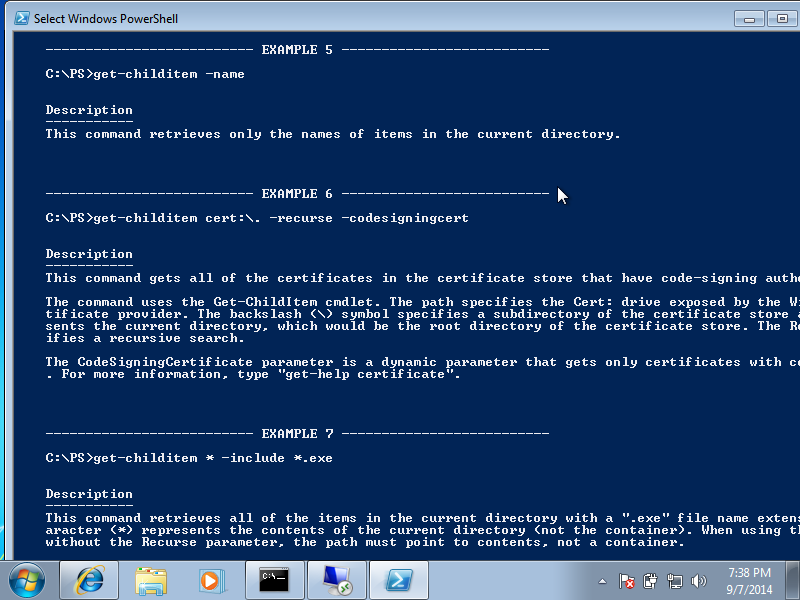 Select Windows PowerShell
-------------------------- EXAMPLE 5 --------------------------
C:\PS>get-childitem -name
Description
-----------
This command retrieves only the names of items in the current directory.
-------------------------- EXAMPLE 6 --------------------------
C:\PS>get-childitem cert:\. -recurse -codesigningcert
Description
-----------
This command gets all of the certificates in the certificate store that have code-signing
The command uses the Get-ChildItem cmdlet. The path specifies the Cert: drive exposed by the
tificate provider. The backslash (\) symbol specifies a subdirectory of the certificate store
sents the current directory, which would be the root directory of the certificate store. The
ifies a recursive search.
The CodeSigningCertificate parameter is a dynamic parameter that gets only certificates with
. For more information, type "get-help certificate".
-------------------------- EXAMPLE 7 --------------------------
C:\PS>get-childitem * -include *.exe
Description
-----------
This command retrieves all of the items in the current directory with a ".exe" file name
aracter (*) represents the contents of the current directory (not the container). When using
without the Recurse parameter, the path must point to contents, not a container.
C:\_
7:38 PM
9/7/2014